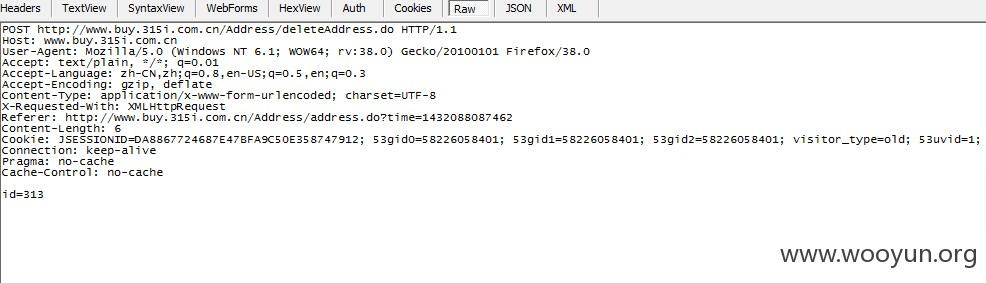 Headers TextView SyntaxView WebForms HexView Auth Cookies Raw JSON XML
POST http://www.buy.315i.com.cn/Address/deleteAddress.do HTTP/1.1
Host: www.buy.315i.com.cn
User-Agent: Mozilla/5.0 (Windows NT 6.1; WOW64; rv:38.0) Gecko/20100101 Firefox/38.0
Accept: text/plain, */*; q=0.01
Accept-Language: zh-CN,zh;q=0.8,en-US;q=0.5,en;q=0.3
Accept-Encoding: gzip, deflate
Content-Type: application/x-www-form-urlencoded; charset=UTF-8
X-Requested-With: XMLHttpRequest
Referer: http://www.buy.315i.com.cn/Address/address.do?time=1432088087462
Content-Length: 6
Cookie: JSESSIONID=DA8867724687E47BFA9C50E358747912; 53gid0=58226058401; 53gid1=58226058401; 53gid2=58226058401; visitor_type=old; 53uvid=1;
Connection: keep-alive
Pragma: no-cache
Cache-Control: no-cache
id=313
www.wooyun.org